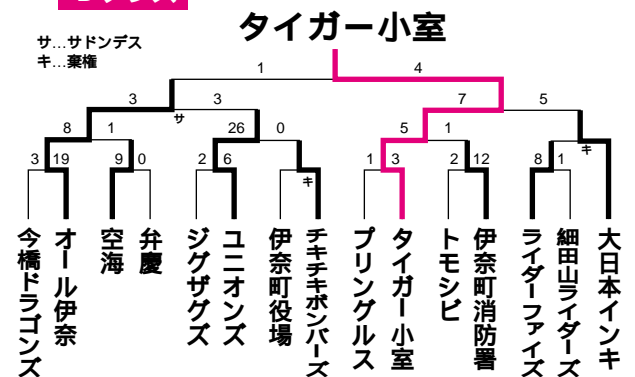 タイガー小室
サ…サドンデス
キ…棄権
1 4
3 3 7 5
サ
8 1 26 0 5 1 キ
3 19 9 0 2 6 キ 1 3 2 12 8 1
今橋ドラゴンズ
オール伊奈
空海
弁慶
ジグザグズ
ユニオンズ
伊奈町役場
チキチキボンバーズ
プリングルス
タイガー小室
トモシビ
伊奈町消防署
ライダーファイズ
細田山ライダーズ
大日本インキ